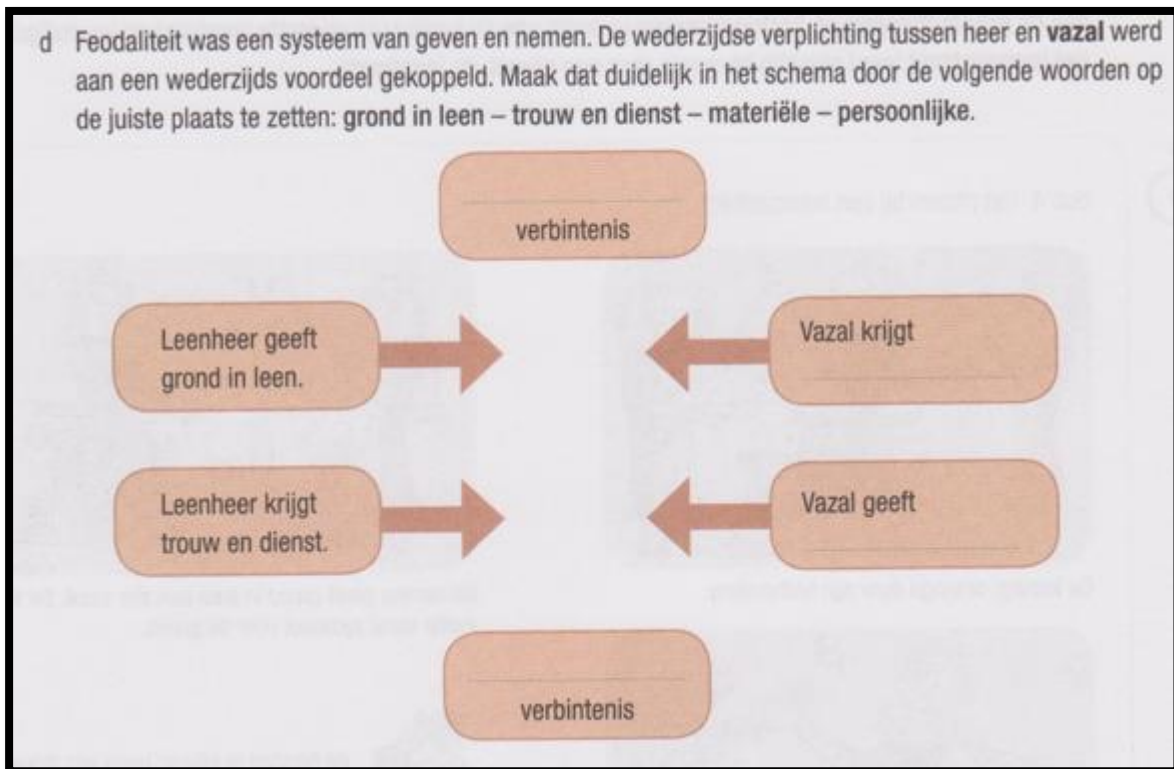 d Feodaliteit was een systeem van geven en nemen. De wederzijdse verplichting tussen heer en vazal werd
aan een wederzijds voordeel gekoppeld. Maak dat duidelijk in het schema door de volgende woorden op
de juiste plaats te zetten: grond in leen – trouw en dienst – materiële – persoonlijke.
verbintenis
Leenheer geeft
grond in leen.
Vazal krijgt
Leenheer krijgt
trouw en dienst.
Vazal geeft
verbintenis